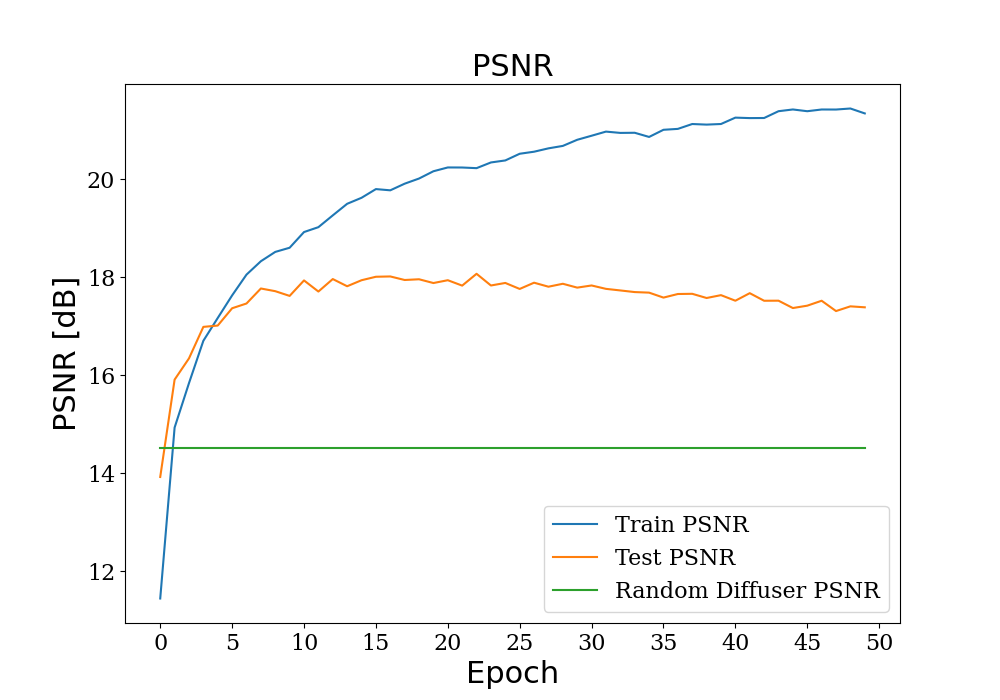 PSNR
PSNR [dB]
20
18
16
14
12
Train PSNR
Test PSNR
Random Diffuser PSNR
0 5 10 15 20 25 30 35 40 45 50
Epoch